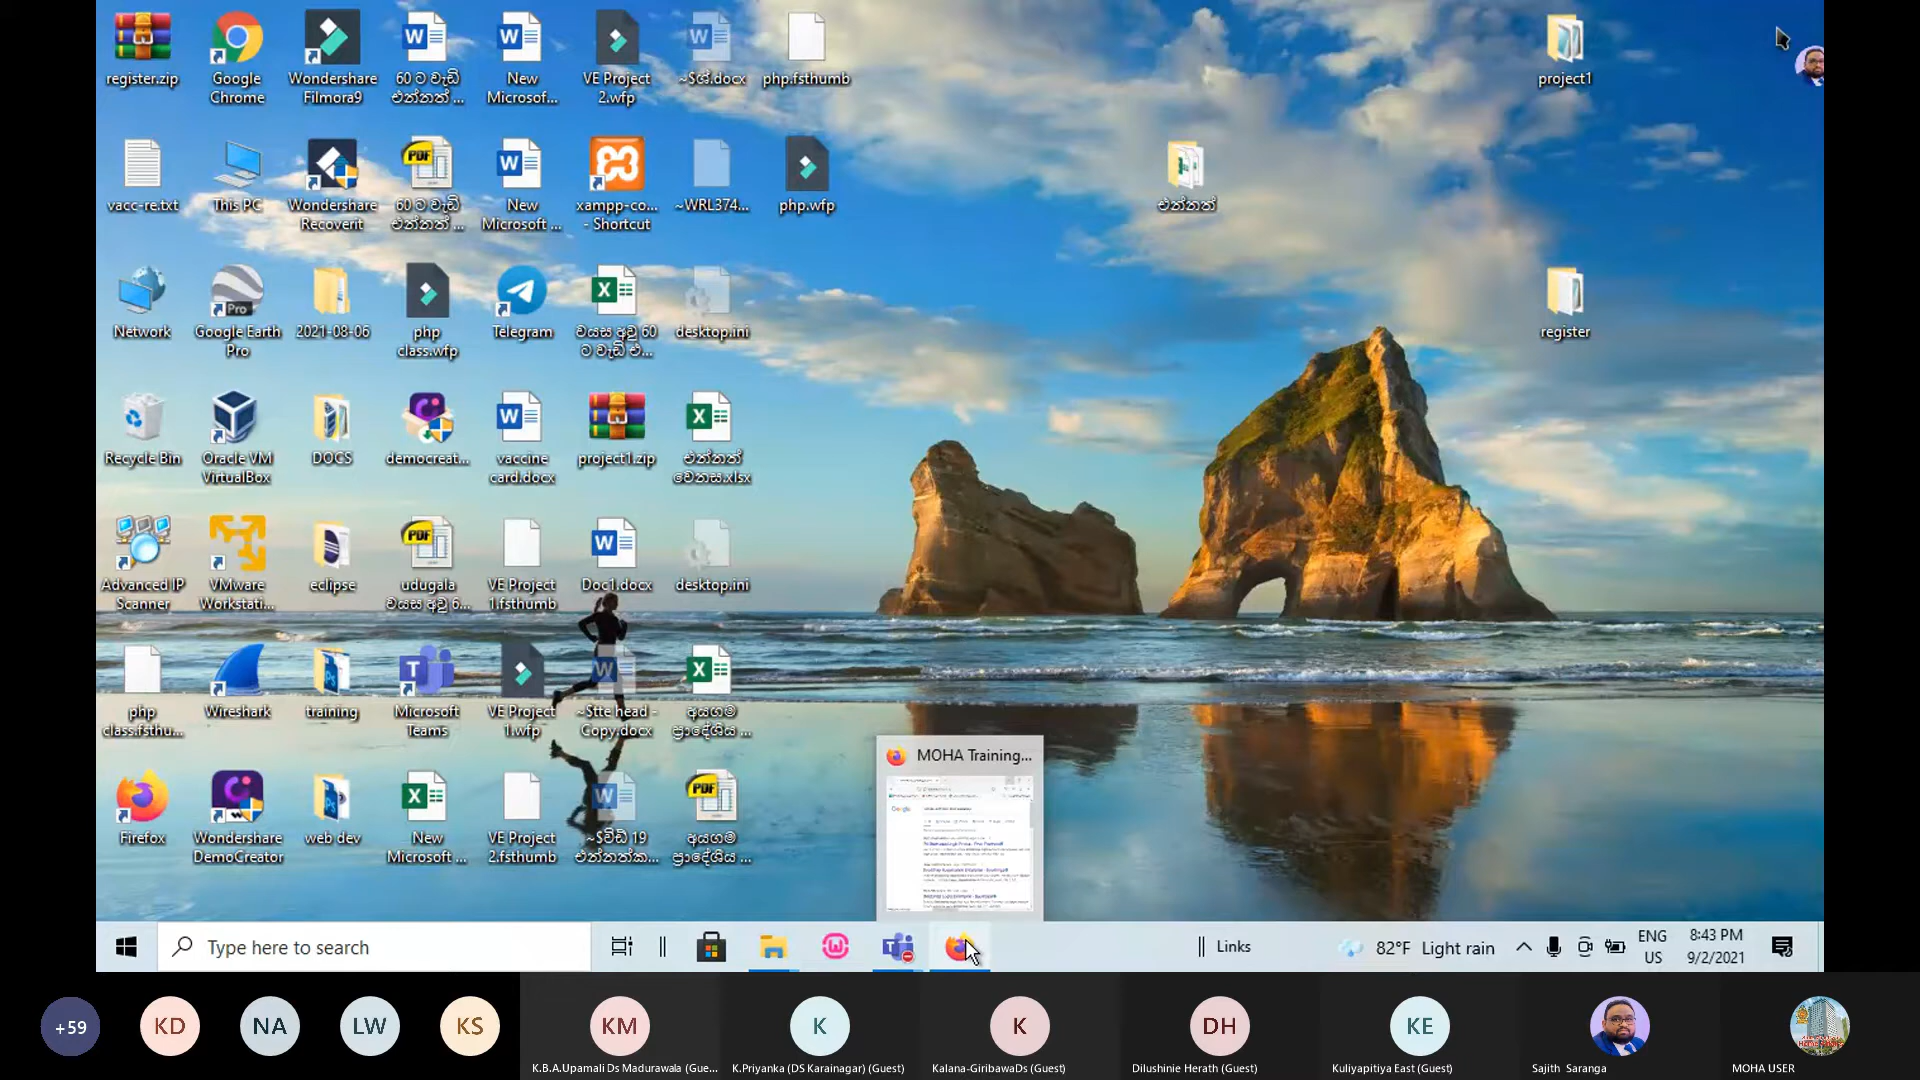 register.zip
Google
Chrome
Wondershare
Filmora9
60 ට වැඩි
එන්නත් ...
New
Microsof...
VE Project
2.wfp
~$ශ්.docx
php.fsthumb
project1
vacc-re.txt
This PC
Wondershare
Recoverit
60 ට වැඩි
එන්නත් ...
New
Microsoft ...
xampp-co...
- Shortcut
~WRL374...
php.wfp
එන්නත්
Network
Google Earth
Pro
Pro
2021-08-06
php
class.wfp
Telegram
වයස අවු 60
ට වැඩි එ...
desktop.ini
register
Recycle Bin
Oracle VM
VirtualBox
DOCS
democreat...
vaccine
card.docx
project1.zip
එන්නත්
වෙනස.xlsx
Advanced IP
Scanner
VMware
Workstati...
eclipse
PDF
udugala
වයස අවු 6...
VE Project
1.fsthumb
Doc1.docx
desktop.ini
php
class.fsthu...
Wireshark
training
Microsoft
Teams
VE Project
1.wfp
~$tte head -
Copy.docx
අයගම
ප්‍රාදේශීය ...
MOHA Training...
Google
Firefox
Wondershare
DemoCreator
web dev
New
Microsoft ...
VE Project
2.fsthumb
~$විඩ් 19
එන්නත්ක...
PDF
අයගම
ප්‍රාදේශීය ...
Type here to search
Links
82°F Light rain
ENG
US
8:43 PM
9/2/2021
+59
KD
NA
LW
KS
KM
K
K
DH
KE
K.B.A.Upamali Ds Madurawala (Gue...
K.Priyanka (DS Karainagar) (Guest)
Kalana-GiribawaDs (Guest)
Dilushinie Herath (Guest)
Kuliyapitiya East (Guest)
Sajith Saranga
MOHA USER